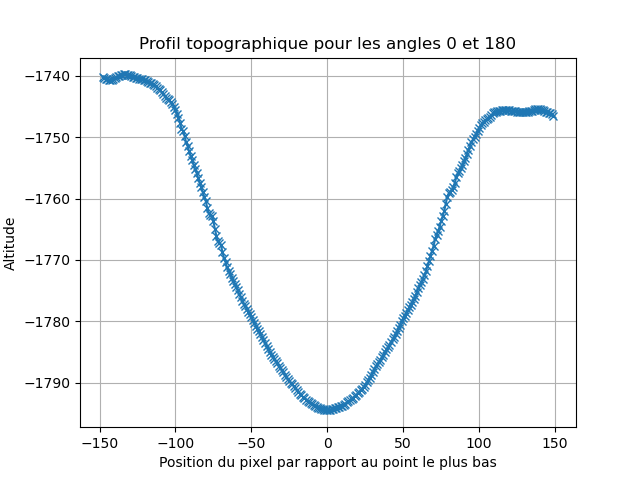 Profil topographique pour les angles 0 et 180
Altitude
−1740
−1750
−1760
−1770
−1780
−1790
−150 −100 −50 0 50 100 150
Position du pixel par rapport au point le plus bas